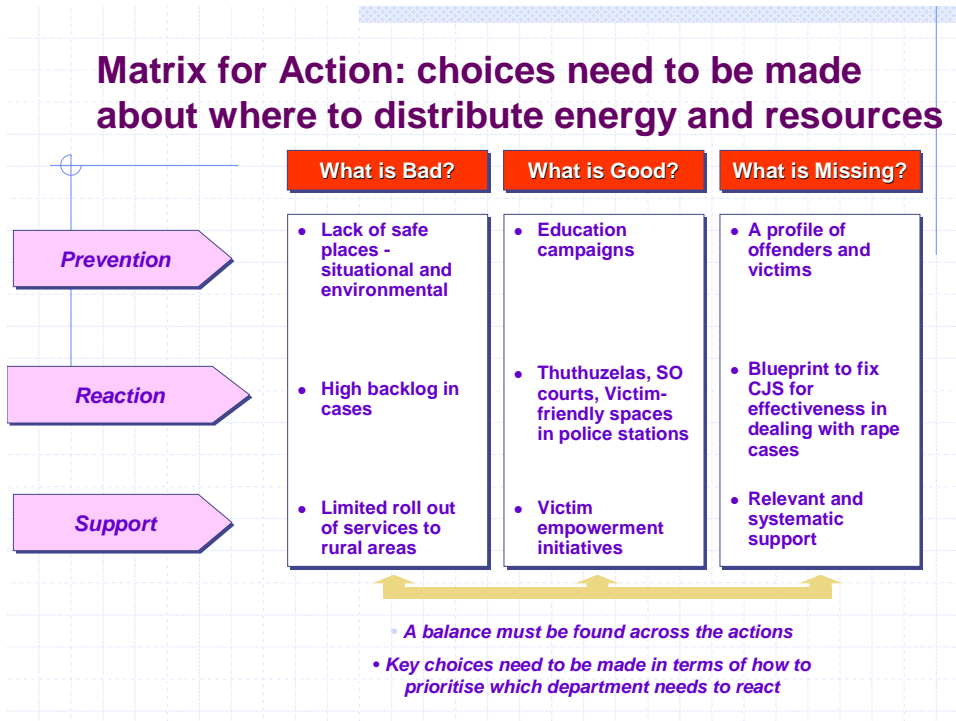 Matrix for Action: choices need to be made
about where to distribute energy and resources
What is Bad?
What is Good?
What is Missing?
Prevention
• Lack of safe
places -
situational and
environmental
• Education
campaigns
• A profile of
offenders and
victims
Reaction
• High backlog in
cases
• Thuthuzelas, SO
courts, Victim-
friendly spaces
in police stations
• Blueprint to fix
CJS for
effectiveness in
dealing with rape
cases
Support
• Limited roll out
of services to
rural areas
• Victim
empowerment
initiatives
• Relevant and
systematic
support
• A balance must be found across the actions
• Key choices need to be made in terms of how to
prioritise which department needs to react